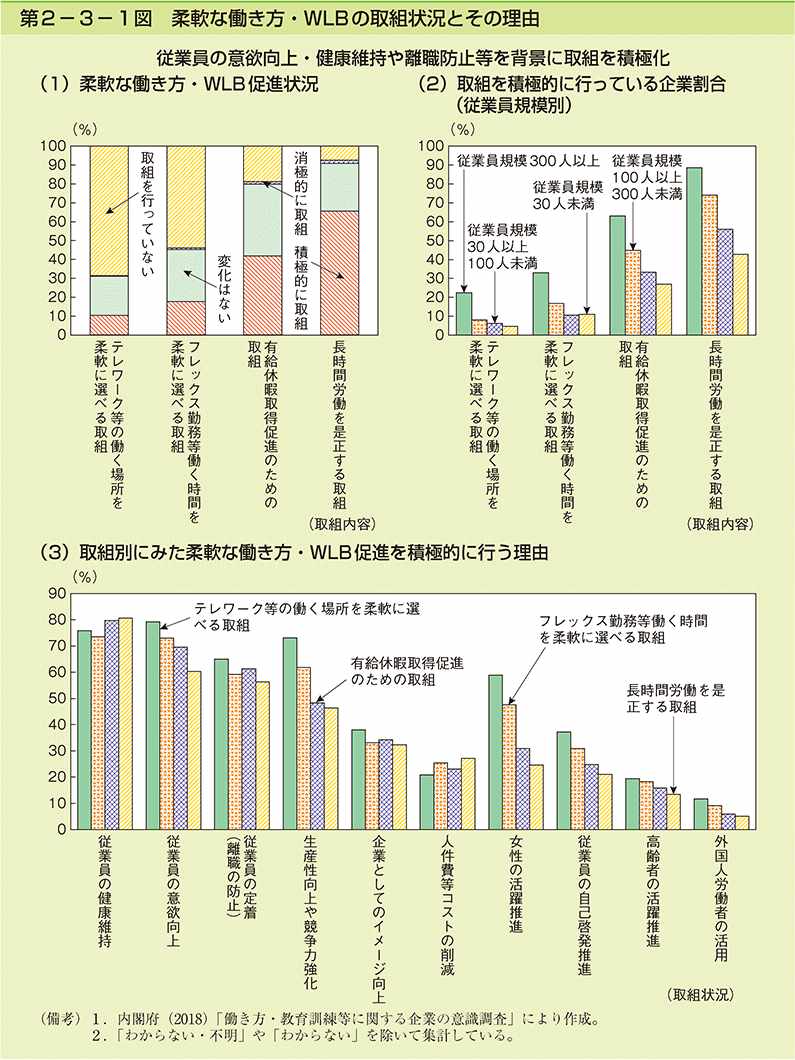 第2－3－1図　柔軟な働き方・WLBの取組状況とその理由
従業員の意欲向上・健康維持や離職防止等を背景に取組を積極化
（1）柔軟な働き方・WLB促進状況
（％）
100
90
80
70
60
50
40
30
20
10
0
取組を行っていない
変化はない
消極的に取組
積極的に取組
テレワーク等の働く場所を
柔軟に選べる取組
フレックス勤務等働く時間を
柔軟に選べる取組
有給休暇取得促進のための
取組
長時間労働を是正する取組
（取組内容）
（2）取組を積極的に行っている企業割合
（従業員規模別）
（％）
100
90
80
70
60
50
40
30
20
10
0
従業員規模300人以上
従業員規模
30人以上
100人未満
従業員規模
30人未満
従業員規模
100人以上
300人未満
テレワーク等の働く場所を
柔軟に選べる取組
フレックス勤務等働く時間を
柔軟に選べる取組
有給休暇取得促進のための
取組
長時間労働を是正する取組
（取組内容）
（3）取組別にみた柔軟な働き方・WLB促進を積極的に行う理由
（％）
90
80
70
60
50
40
30
20
10
0
テレワーク等の働く場所を柔軟に選
べる取組
有給休暇取得促進
のための取組
フレックス勤務等働く時間
を柔軟に選べる取組
長時間労働を是
正する取組
従業員の健康維持
従業員の意欲向上
従業員の定着
（離職の防止）
生産性向上や競争力強化
企業としてのイメージ向上
人件費等コストの削減
女性の活躍推進
従業員の自己啓発推進
高齢者の活躍推進
外国人労働者の活用
（取組状況）
（備考）１．内閣府（2018）「働き方・教育訓練等に関する企業の意識調査」により作成。
２．「わからない・不明」や「わからない」を除いて集計している。